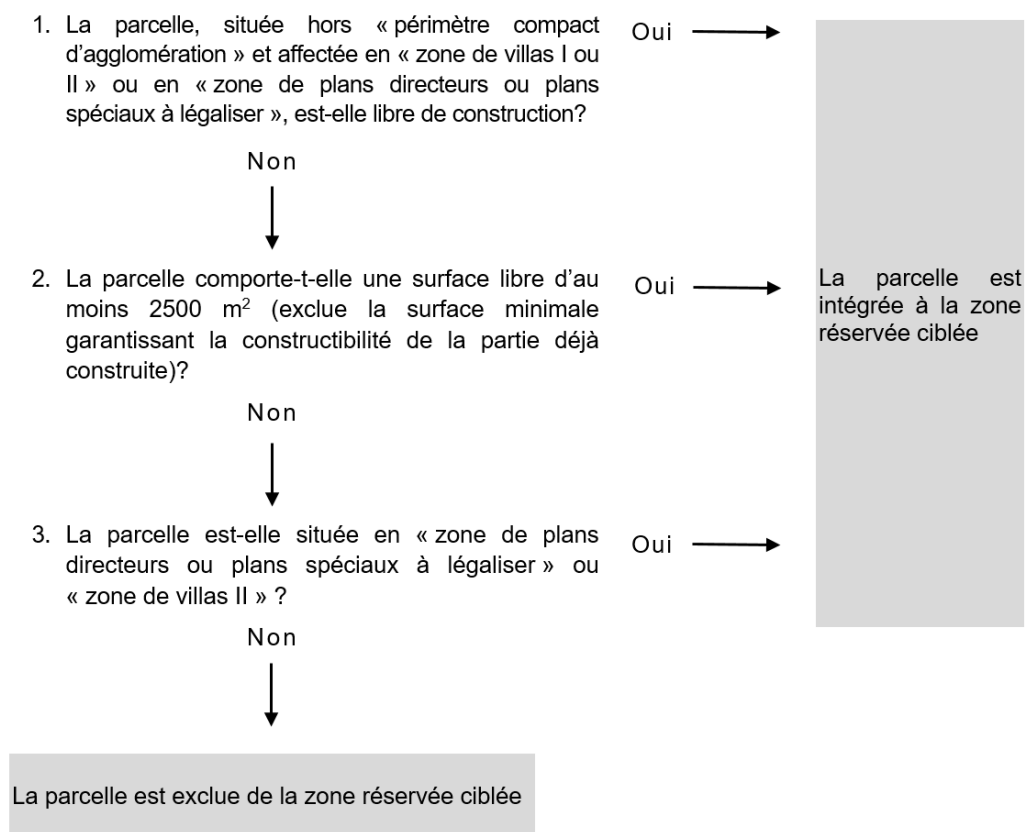 1. La parcelle, située hors « périmètre compact
d’agglomération » et affectée en « zone de villas I ou
II » ou en « zone de plans directeurs ou plans
spéciaux à légaliser », est-elle libre de construction?
Oui
Non
2. La parcelle comporte-t-elle une surface libre d’au
moins 2500 m² (exclue la surface minimale
garantissant la constructibilité de la partie déjà
construite)?
Oui
Non
3. La parcelle est-elle située en « zone de plans
directeurs ou plans spéciaux à légaliser » ou
« zone de villas II » ?
Oui
Non
La parcelle est
intégrée à la zone
réservée ciblée
La parcelle est exclue de la zone réservée ciblée